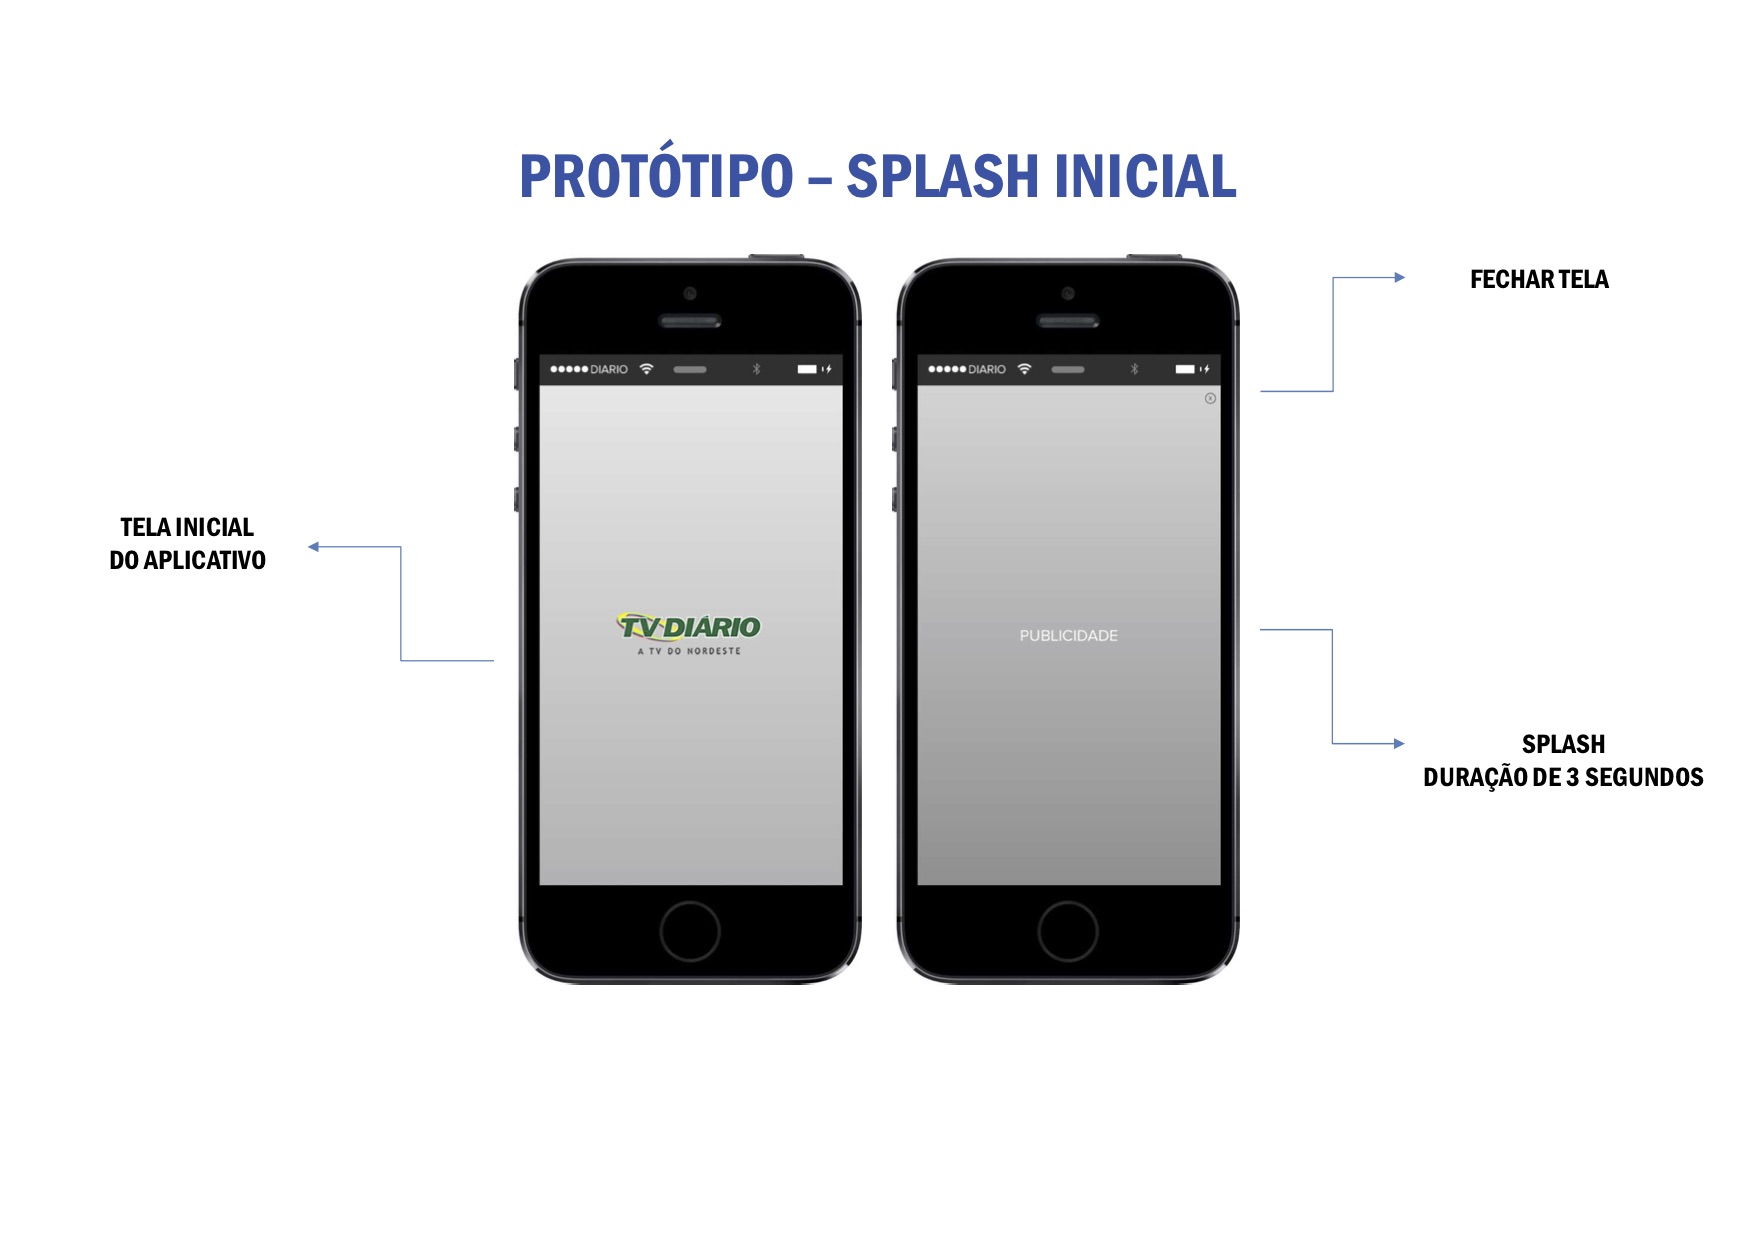 PROTÓTIPO – SPLASH INICIAL
FECHAR TELA
DIARIO
DIARIO
TELA INICIAL
DO APLICATIVO
TV DIÁRIO
A TV DO NORDESTE
PUBLICIDADE
SPLASH
DURAÇÃO DE 3 SEGUNDOS